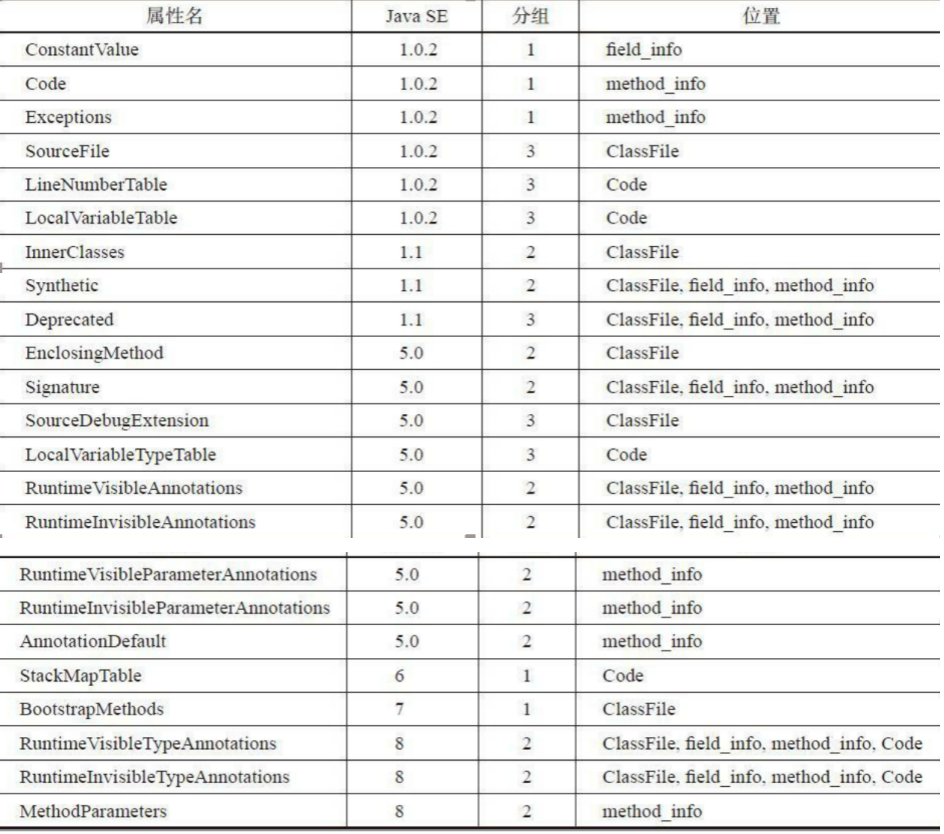 属性名 Java SE 分组 位置
ConstantValue 1.0.2 1 field_info
Code 1.0.2 1 method_info
Exceptions 1.0.2 1 method_info
SourceFile 1.0.2 3 ClassFile
LineNumberTable 1.0.2 3 Code
LocalVariableTable 1.0.2 3 Code
InnerClasses 1.1 2 ClassFile
Synthetic 1.1 2 ClassFile, field_info, method_info
Deprecated 1.1 3 ClassFile, field_info, method_info
EnclosingMethod 5.0 2 ClassFile
Signature 5.0 2 ClassFile, field_info, method_info
SourceDebugExtension 5.0 3 ClassFile
LocalVariableTypeTable 5.0 3 Code
RuntimeVisibleAnnotations 5.0 2 ClassFile, field_info, method_info
RuntimeInvisibleAnnotations 5.0 2 ClassFile, field_info, method_info
RuntimeVisibleParameterAnnotations 5.0 2 method_info
RuntimeInvisibleParameterAnnotations 5.0 2 method_info
AnnotationDefault 5.0 2 method_info
StackMapTable 6 1 Code
BootstrapMethods 7 1 ClassFile
RuntimeVisibleTypeAnnotations 8 2 ClassFile, field_info, method_info, Code
RuntimeInvisibleTypeAnnotations 8 2 ClassFile, field_info, method_info, Code
MethodParameters 8 2 method_info